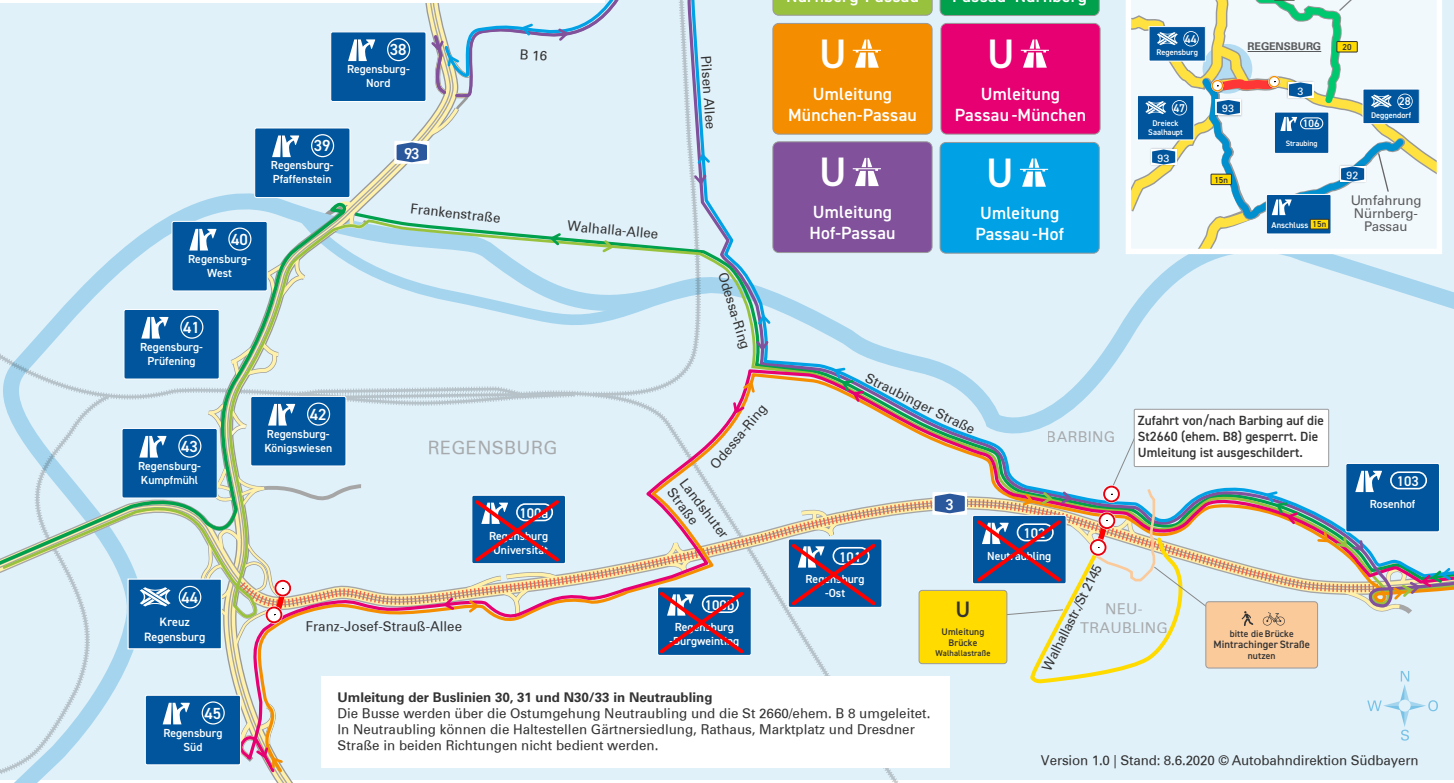 Nürnberg-Passau
Passau-Nürnberg
U
Umleitung
München-Passau
U
Umleitung
Passau-München
U
Umleitung
Hof-Passau
U
Umleitung
Passau-Hof
38
Regensburg-
Nord
B 16
Pilsen Allee
39
Regensburg-
Pfaffenstein
93
40
Regensburg-
West
Frankenstraße
Walhalla-Allee
41
Regensburg-
Prüfening
Odessa-Ring
42
Regensburg-
Königswiesen
43
Regensburg-
Kumpfmühl
REGENSBURG
Odessa-Ring
Straubinger Straße
BARBING
Zufahrt von/nach Barbing auf die
St2660 (ehem. B8) gesperrt. Die
Umleitung ist ausgeschildert.
103
Rosenhof
100a
Regensburg
Universität
Landshuter
Straße
3
102
Neutraubling
101
Regensburg
-Ost
44
Kreuz
Regensburg
100b
Regensburg
-Burgweinting
Franz-Josef-Strauß-Allee
U
Umleitung
Brücke
Walhallastraße
Walhallastr./St 2145
NEU-
TRAUBLING
bitte die Brücke
Mintrachinger Straße
nutzen
45
Regensburg
Süd
Umleitung der Buslinien 30, 31 und N30/33 in Neutraubling
Die Busse werden über die Ostumgehung Neutraubling und die St 2660/ehem. B 8 umgeleitet.
In Neutraubling können die Haltestellen Gärtnersiedlung, Rathaus, Marktplatz und Dresdner
Straße in beiden Richtungen nicht bedient werden.
N
W
O
S
Version 1.0 | Stand: 8.6.2020 © Autobahndirektion Südbayern
44
Regensburg
REGENSBURG
20
3
93
47
Dreieck
Saalhaupt
106
Straubing
28
Deggendorf
93
15n
92
Anschluss 15n
Umfahrung
Nürnberg-
Passau